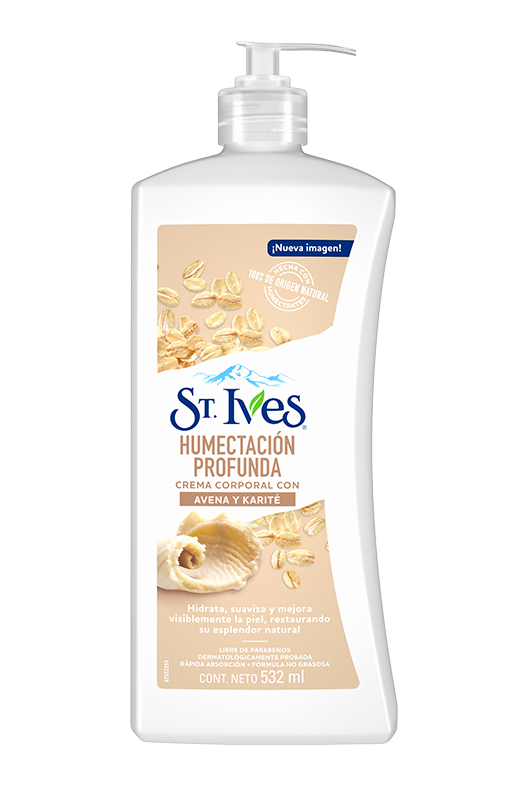 ¡Nueva imagen!
HECHA CON
100% DE ORIGEN NATURAL
HUMECTANTES
ST. Ives®
HUMECTACIÓN
PROFUNDA
CREMA CORPORAL CON
AVENA Y KARITÉ
Hidrata, suaviza y mejora
visiblemente la piel, restaurando
su esplendor natural
LIBRE DE PARABENOS
DERMATOLÓGICAMENTE PROBADA
RÁPIDA ABSORCIÓN • FÓRMULA NO GRASOSA
CONT. NETO 532 ml